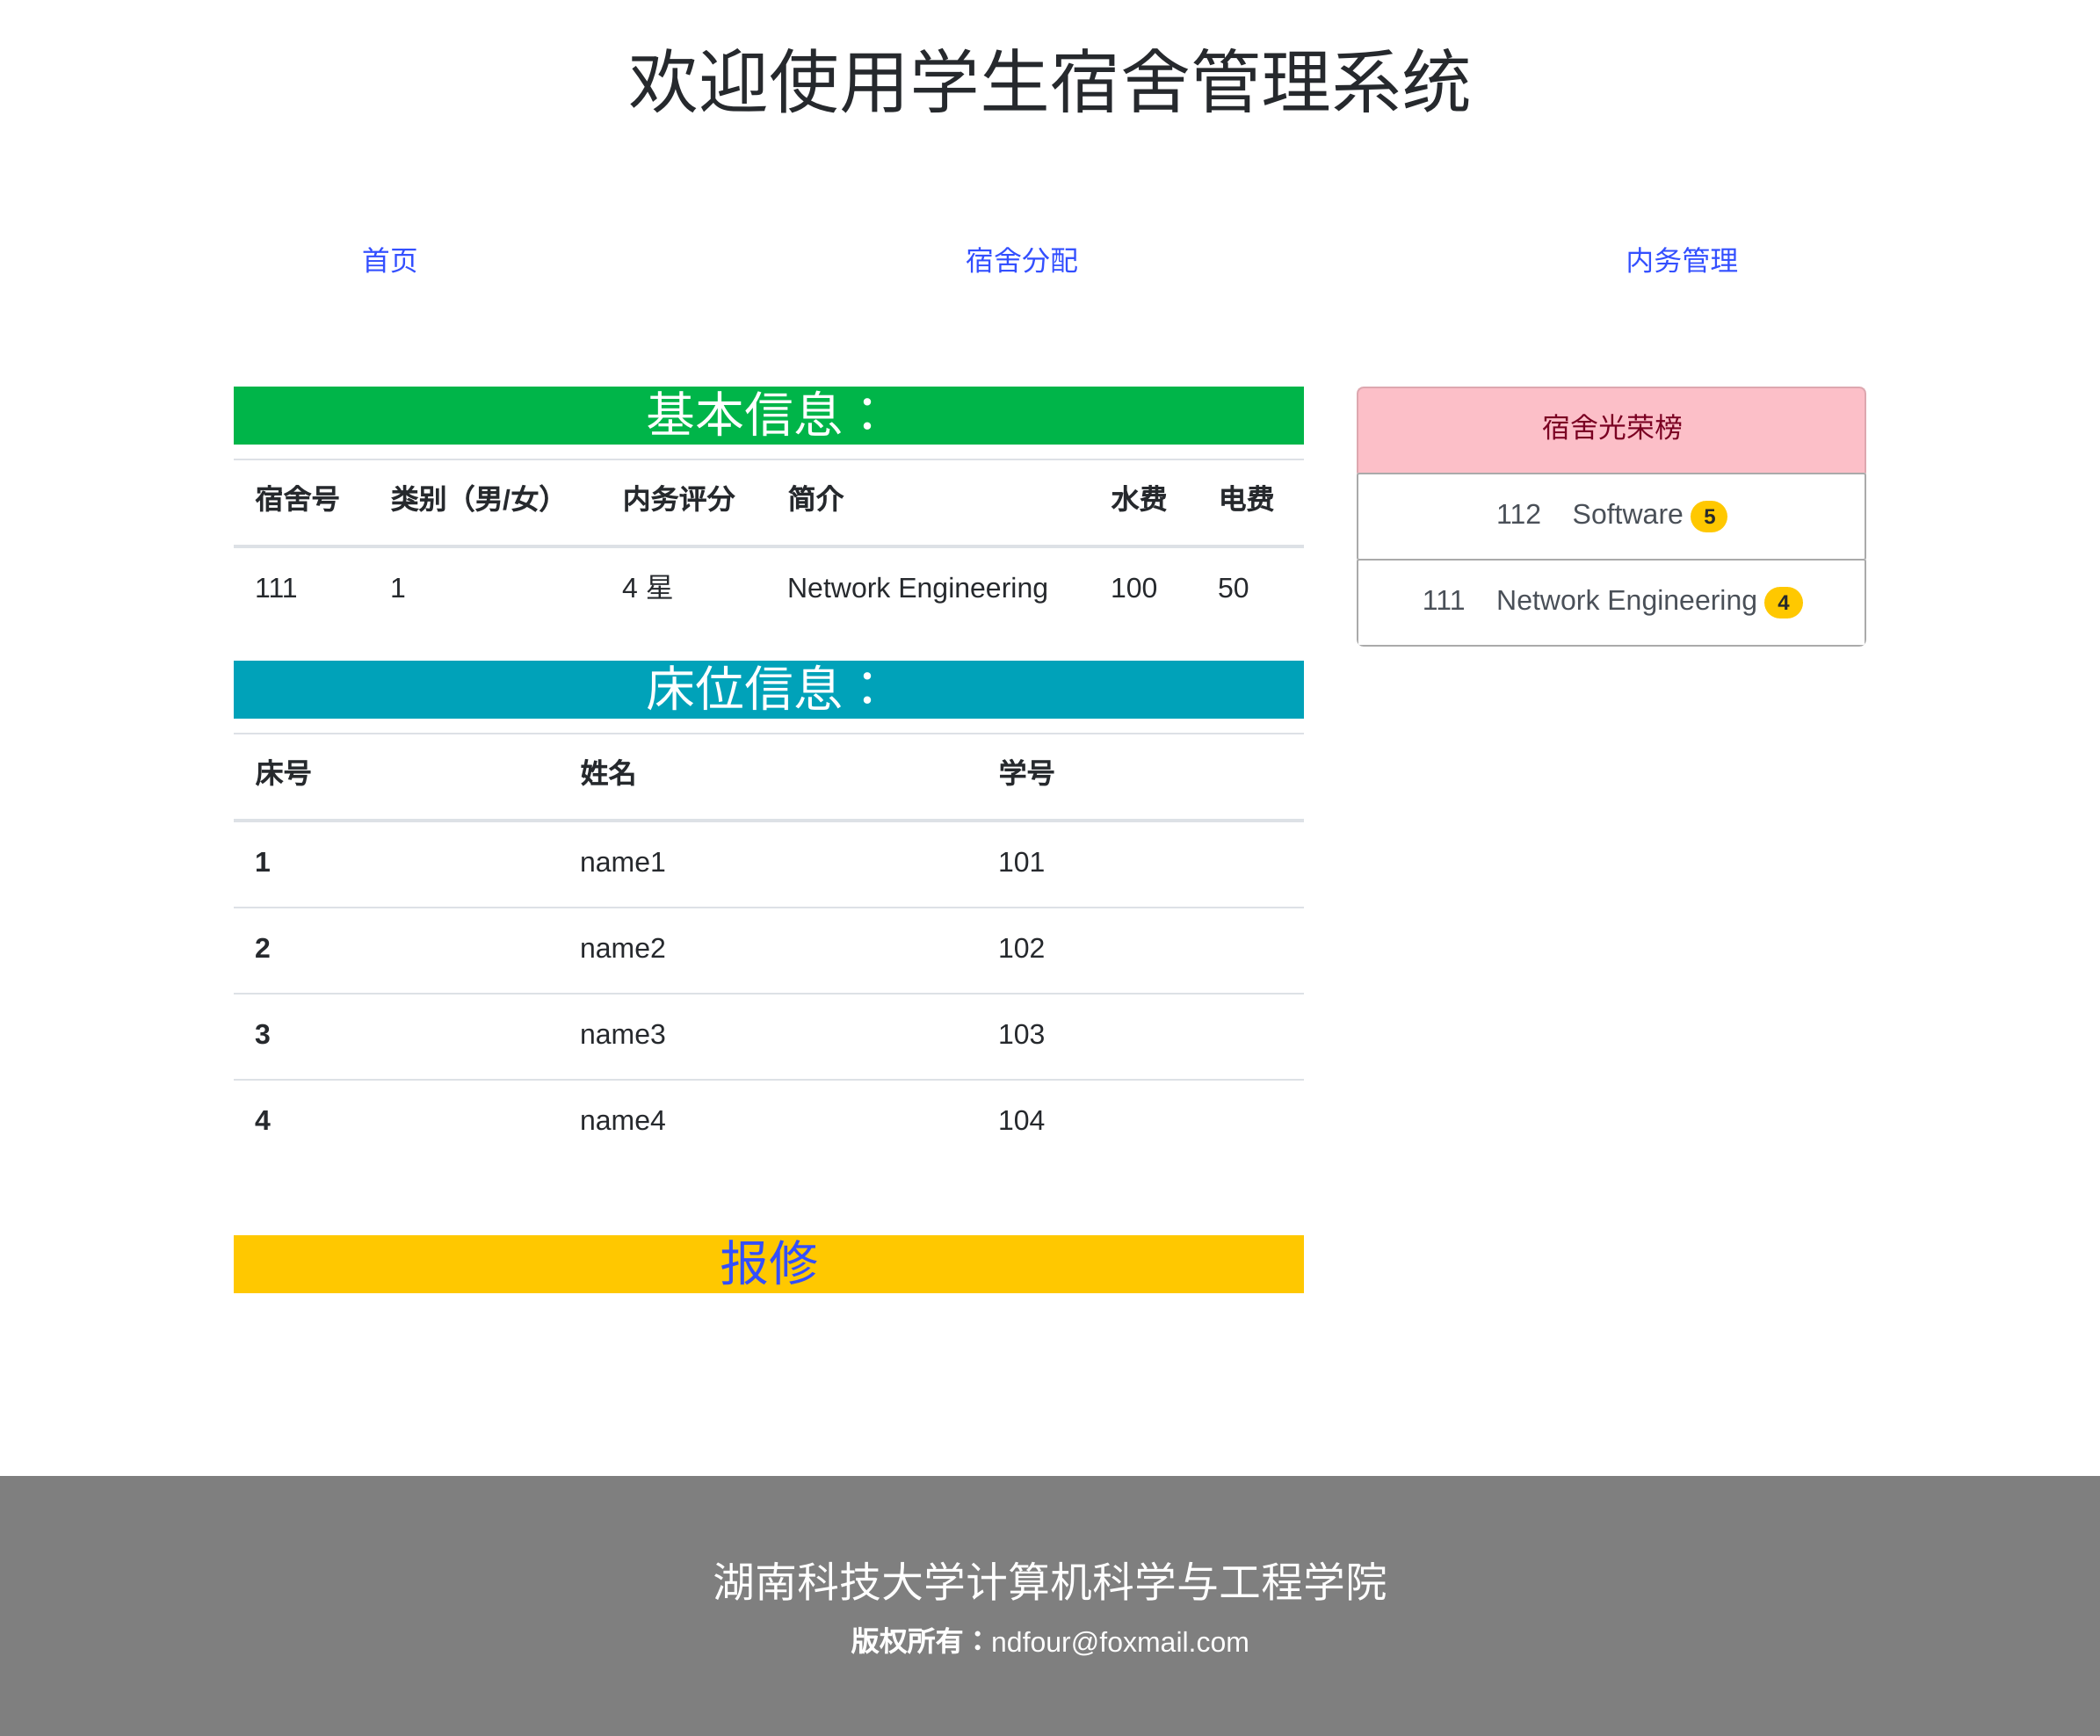 欢迎使用学生宿舍管理系统
首页 宿舍分配 内务管理
基本信息：
宿舍号 类别（男/女） 内务评分 简介 水费 电费
111 1 4 星 Network Engineering 100 50
床位信息：
床号 姓名 学号
1 name1 101
2 name2 102
3 name3 103
4 name4 104
报修
宿舍光荣榜
112 Software 5
111 Network Engineering 4
湖南科技大学计算机科学与工程学院
版权所有：ndfour@foxmail.com